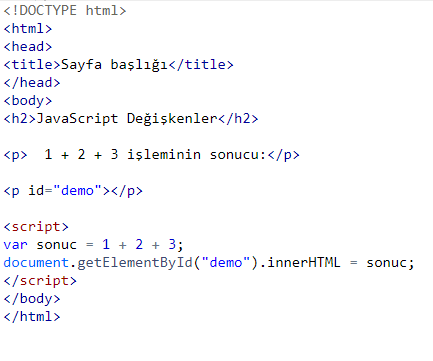 <!DOCTYPE html>
<html>
<head>
<title>Sayfa başlığı</title>
</head>
<body>
<h2>JavaScript Değişkenler</h2>
<p>  1 + 2 + 3 işleminin sonucu:</p>
<p id="demo"></p>
<script>
var sonuc = 1 + 2 + 3;
document.getElementById("demo").innerHTML = sonuc;
</script>
</body>
</html>